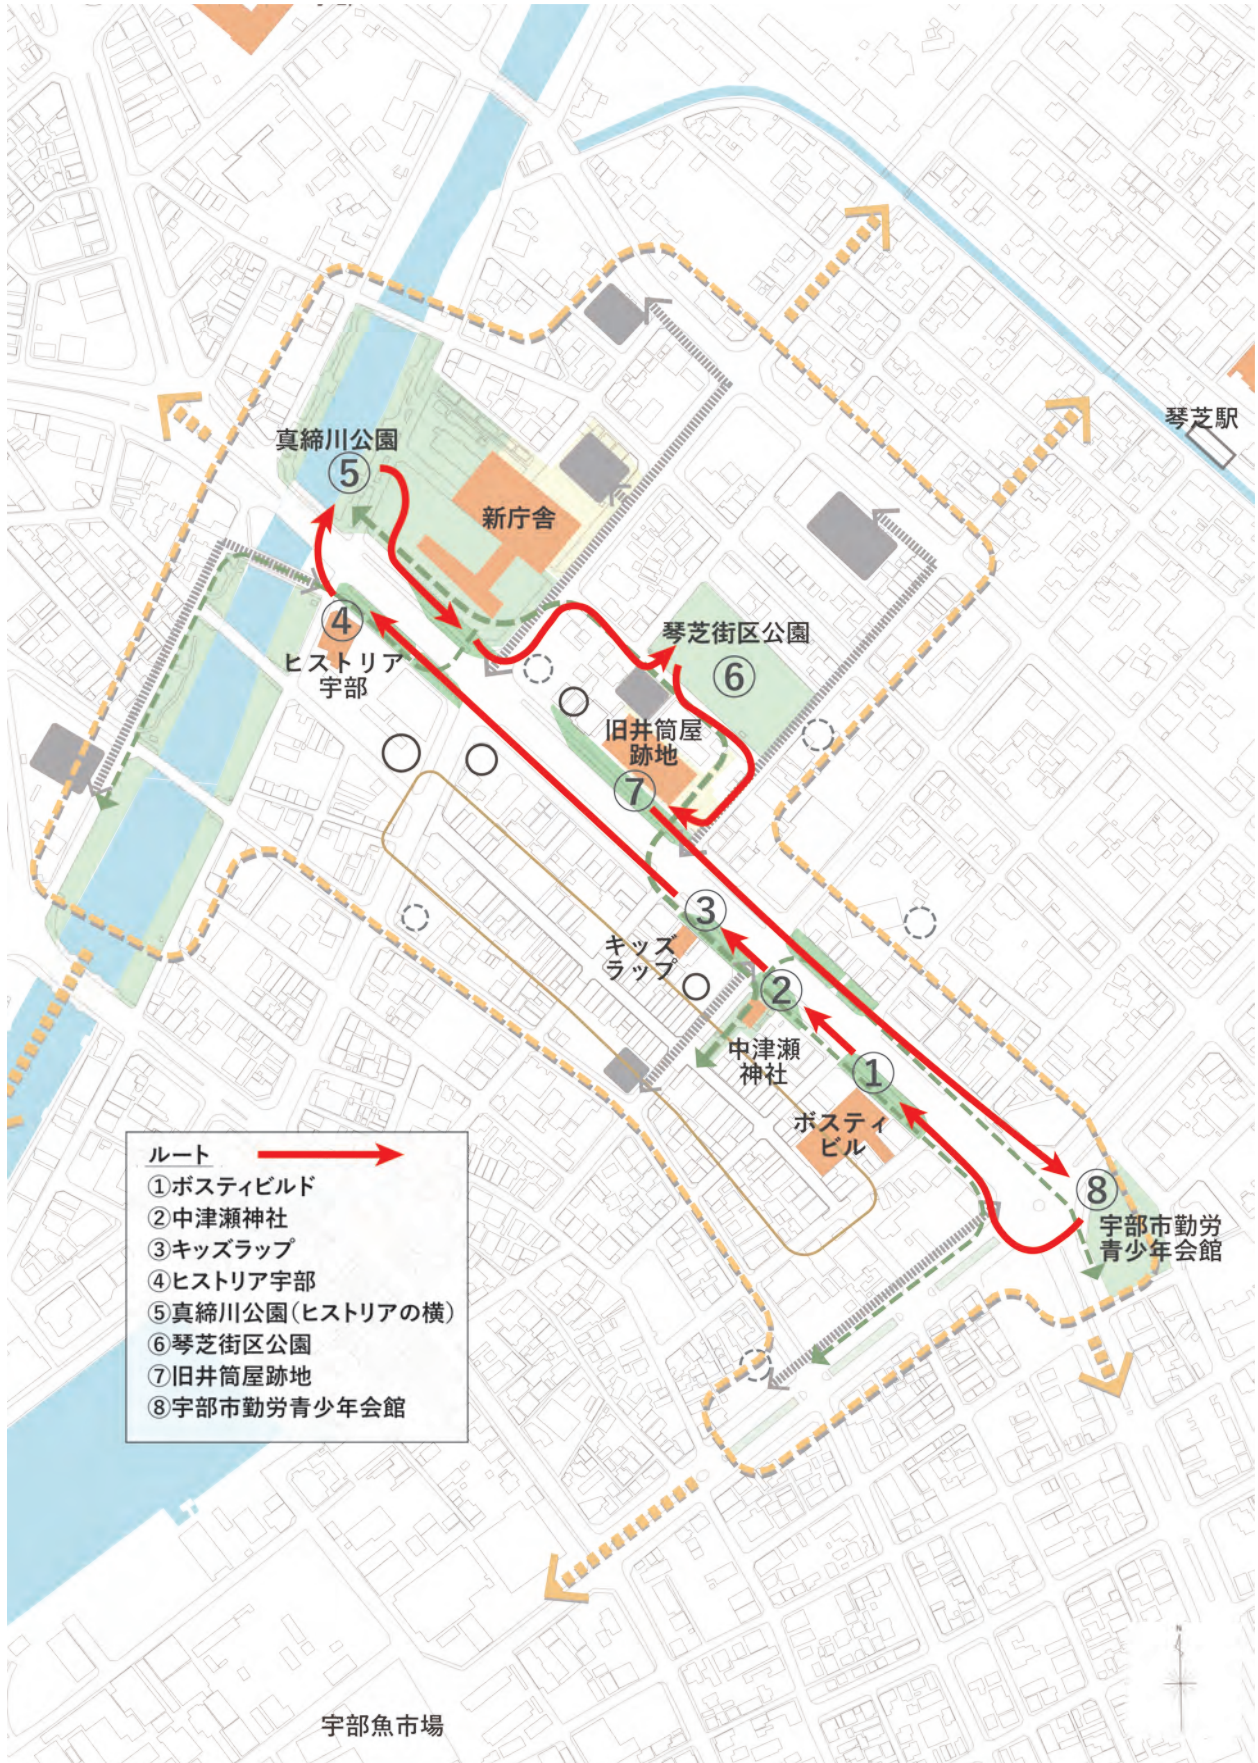 琴芝駅
真締川公園
⑤
新庁舎
④
ヒストリア
宇部
琴芝街区公園
⑥
旧井筒屋
跡地
⑦
③
キッズ
ラップ
②
中津瀬
神社
①
ボスティ
ビル
⑧
宇部市勤労
青少年会館
ルート
①ボスティビルド
②中津瀬神社
③キッズラップ
④ヒストリア宇部
⑤真締川公園(ヒストリアの横)
⑥琴芝街区公園
⑦旧井筒屋跡地
⑧宇部市勤労青少年会館
N
宇部魚市場